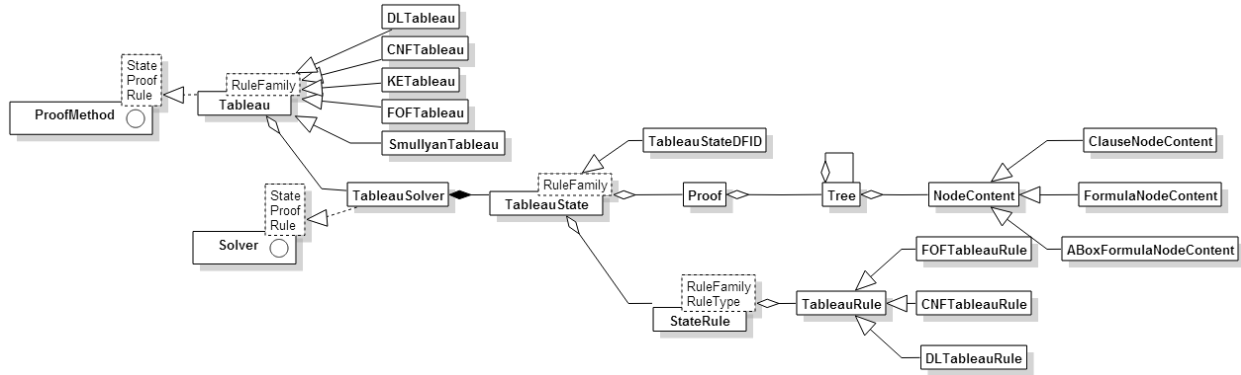 DLTableau
CNFTableau
KETableau
FOFTableau
SmullyanTableau
State
Proof
Rule
ProofMethod
RuleFamily
Tableau
TableauStateDFID
ClauseNodeContent
FormulaNodeContent
ABoxFormulaNodeContent
State
Proof
Rule
Solver
TableauSolver
RuleFamily
TableauState
Proof
Tree
NodeContent
FOFTableauRule
RuleFamily
RuleType
StateRule
TableauRule
CNFTableauRule
DLTableauRule